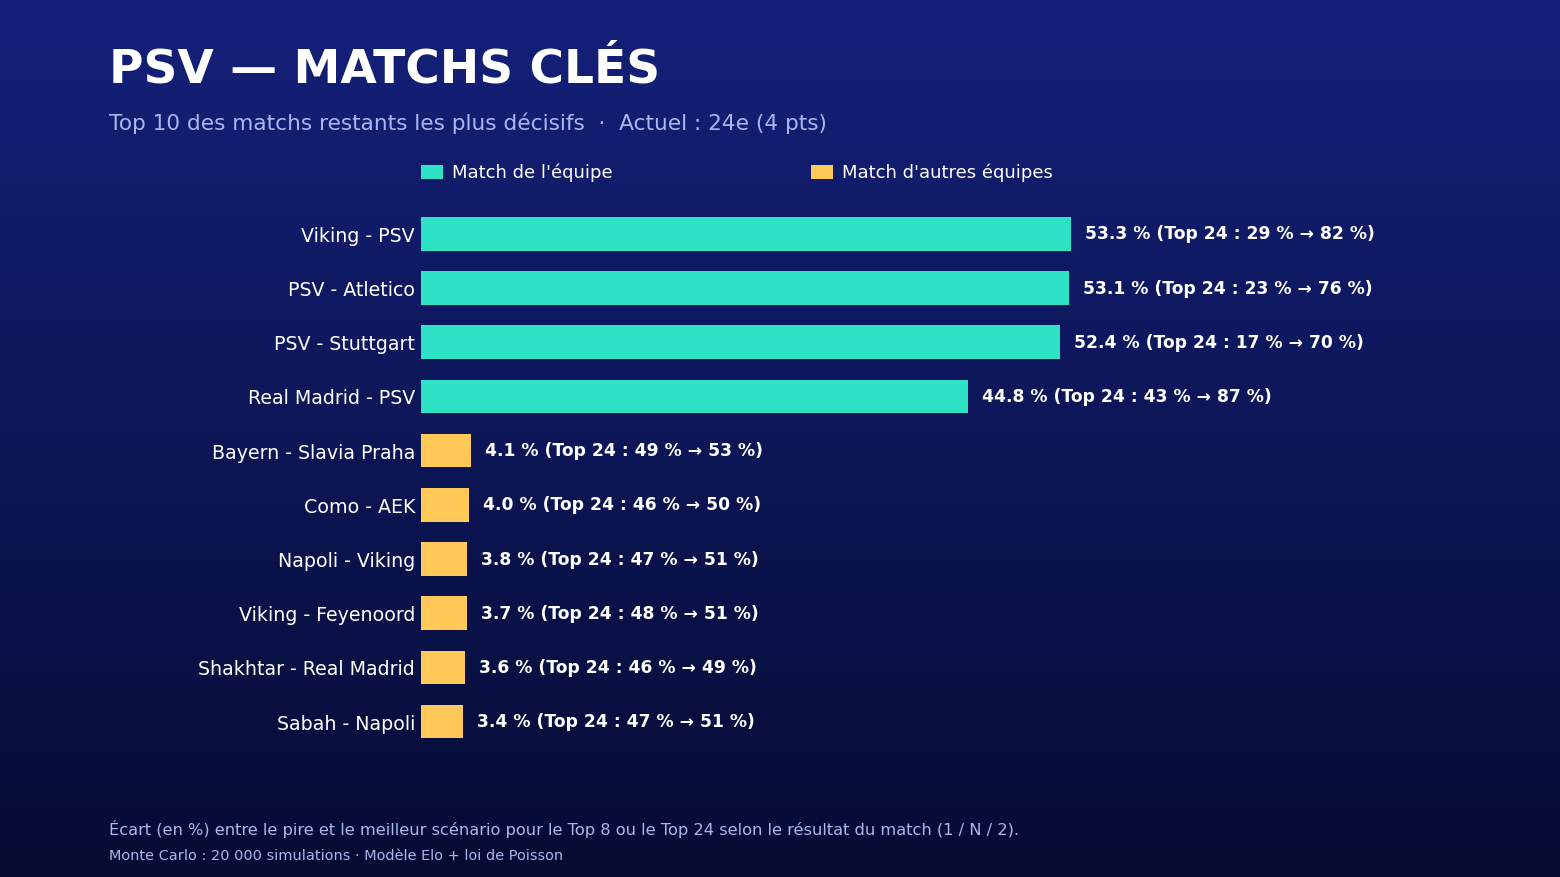 PSV — MATCHS CLÉS
Top 10 des matchs restants les plus décisifs · Actuel : 24e (4 pts)
Match de l'équipe
Match d'autres équipes
Viking - PSV 53.3 % (Top 24 : 29 % → 82 %)
PSV - Atletico 53.1 % (Top 24 : 23 % → 76 %)
PSV - Stuttgart 52.4 % (Top 24 : 17 % → 70 %)
Real Madrid - PSV 44.8 % (Top 24 : 43 % → 87 %)
Bayern - Slavia Praha 4.1 % (Top 24 : 49 % → 53 %)
Como - AEK 4.0 % (Top 24 : 46 % → 50 %)
Napoli - Viking 3.8 % (Top 24 : 47 % → 51 %)
Viking - Feyenoord 3.7 % (Top 24 : 48 % → 51 %)
Shakhtar - Real Madrid 3.6 % (Top 24 : 46 % → 49 %)
Sabah - Napoli 3.4 % (Top 24 : 47 % → 51 %)
Écart (en %) entre le pire et le meilleur scénario pour le Top 8 ou le Top 24 selon le résultat du match (1 / N / 2).
Monte Carlo : 20 000 simulations · Modèle Elo + loi de Poisson